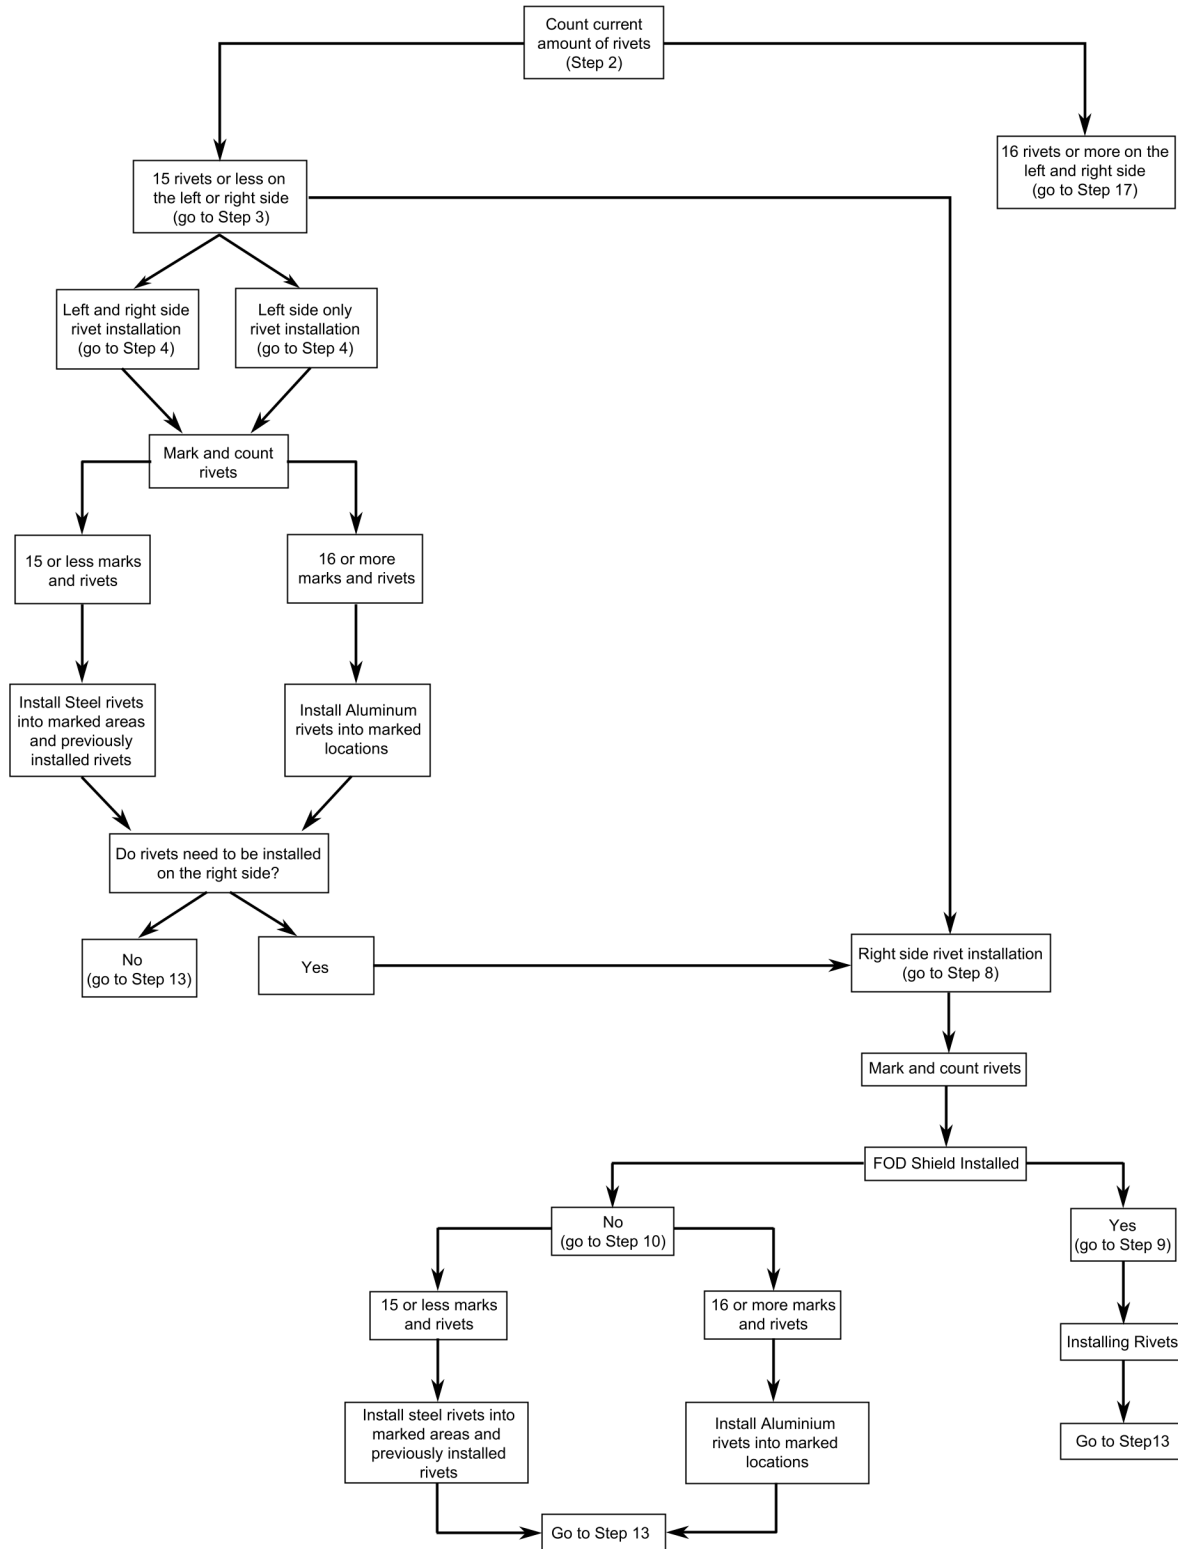 Count current
amount of rivets
(Step 2)
15 rivets or less on
the left or right side
(go to Step 3)
16 rivets or more on the
left and right side
(go to Step 17)
Left and right side
rivet installation
(go to Step 4)
Left side only
rivet installation
(go to Step 4)
Mark and count
rivets
15 or less marks
and rivets
16 or more
marks and rivets
Install Steel rivets
into marked areas
and previously
installed rivets
Install Aluminum
rivets into marked
locations
Do rivets need to be installed
on the right side?
No
(go to Step 13)
Yes
Right side rivet installation
(go to Step 8)
Mark and count rivets
FOD Shield Installed
No
(go to Step 10)
Yes
(go to Step 9)
15 or less marks
and rivets
16 or more marks
and rivets
Installing Rivets
Install steel rivets into
marked areas and
previously installed
rivets
Install Aluminium
rivets into marked
locations
Go to Step13
Go to Step 13